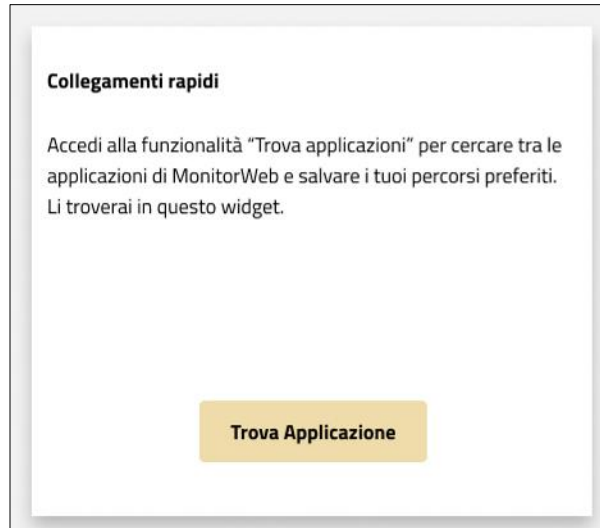 Collegamenti rapidi
Accedi alla funzionalità “Trova applicazioni” per cercare tra le
applicazioni di MonitorWeb e salvare i tuoi percorsi preferiti.
Li troverai in questo widget.
Trova Applicazione